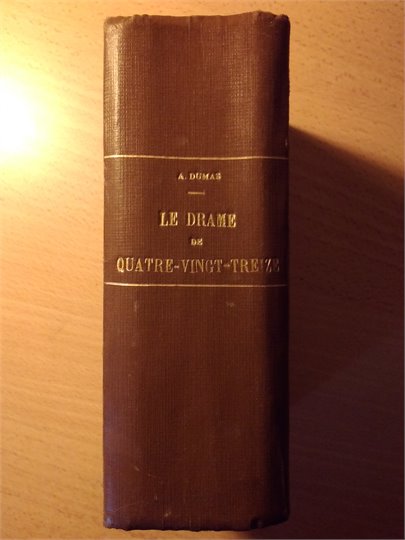 A. DUMAS
LE DRAME
DE
QUATRE-VINGT-TREIZE